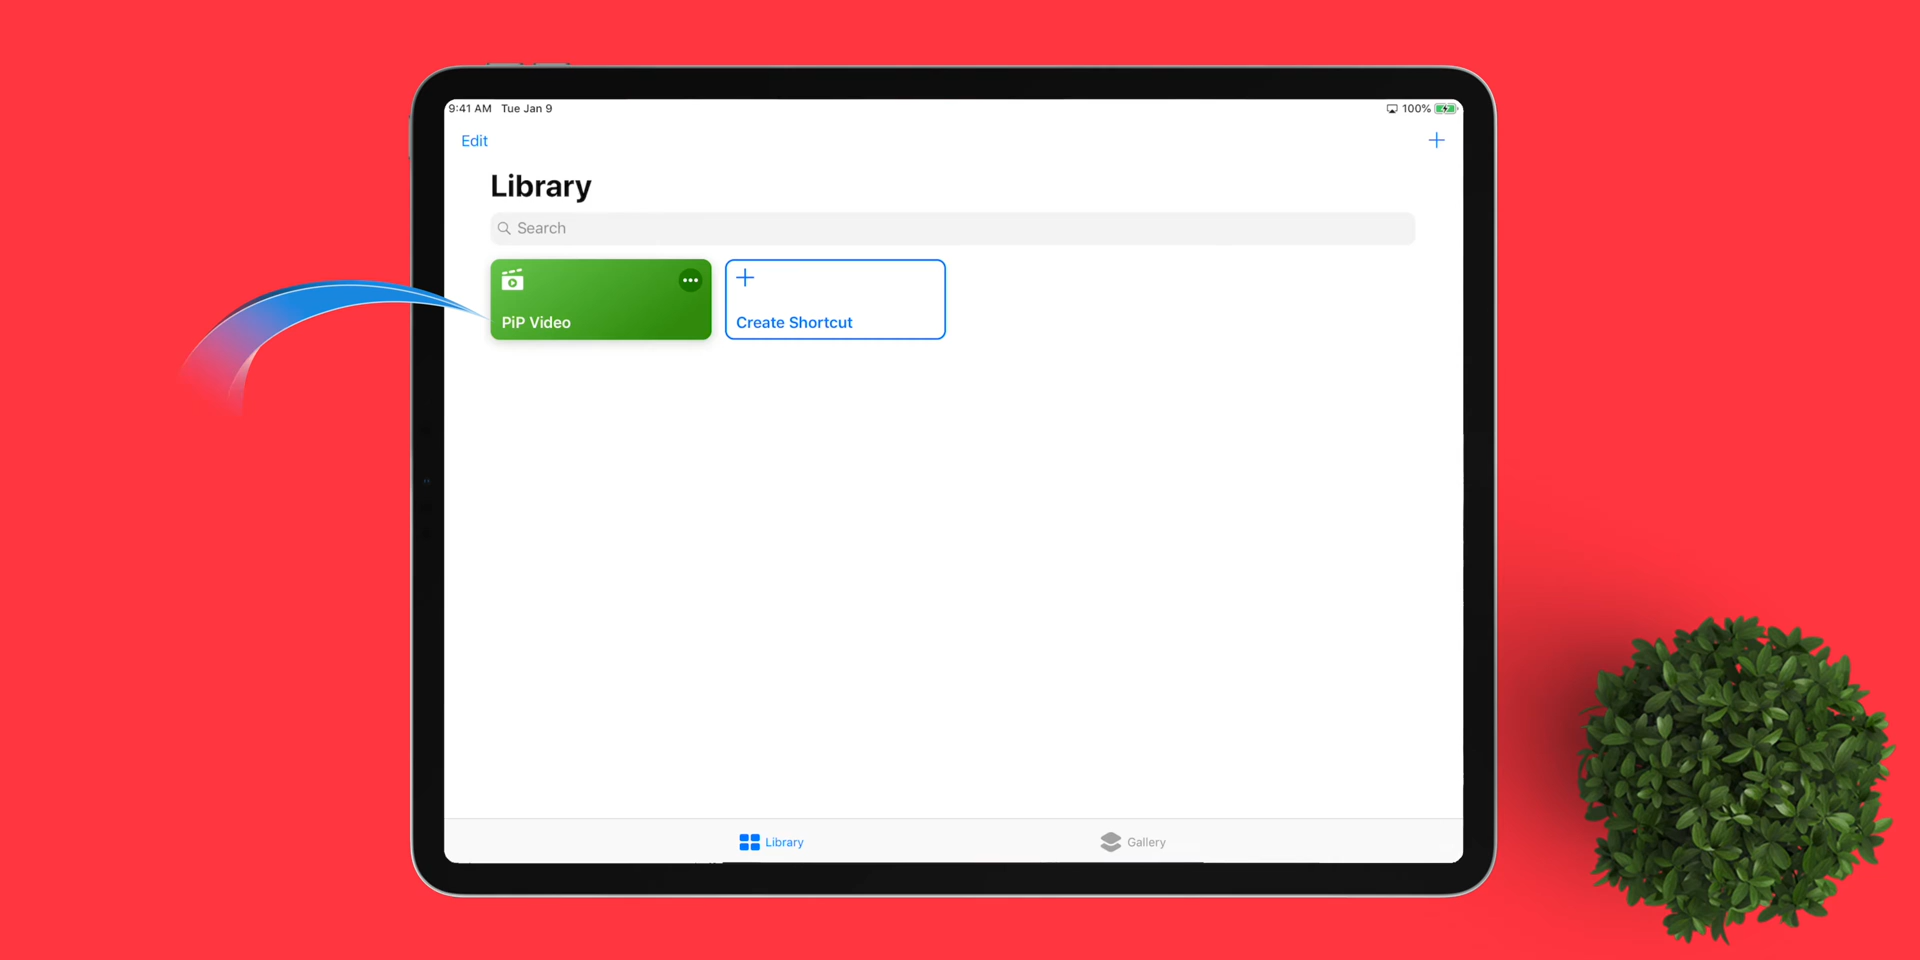 9:41 AM Tue Jan 9
100%
Edit
Library
Search
PiP Video
Create Shortcut
Library
Gallery